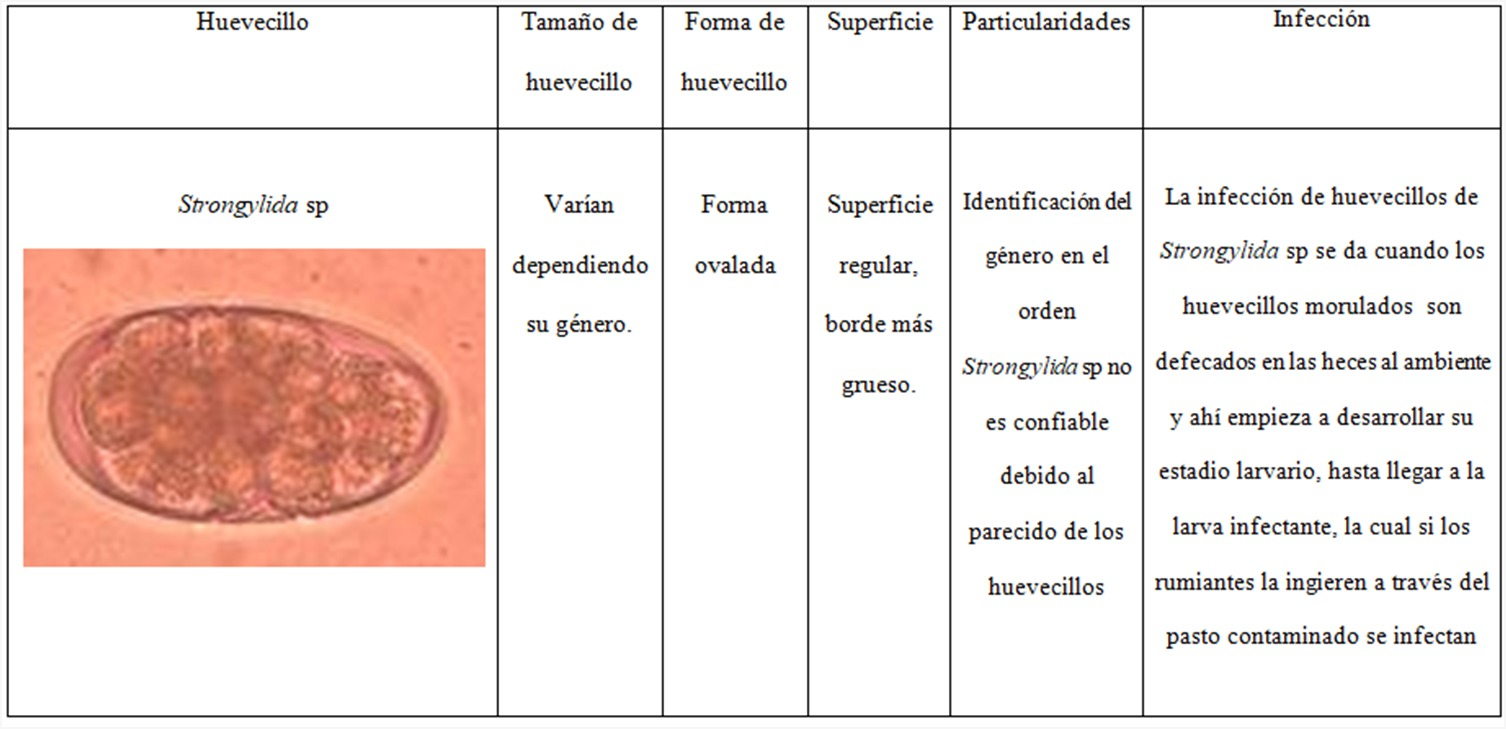 Huevecillo
Tamaño de
huevecillo
Forma de
huevecillo
Superficie
Particularidades
Infección
Strongylida sp
Varían
dependiendo
su género.
Forma
ovalada
Superficie
regular,
borde más
grueso.
Identificación del
género en el
orden
Strongylida sp no
es confiable
debido al
parecido de los
huevecillos
La infección de huevecillos de
Strongylida sp se da cuando los
huevecillos morulados son
defecados en las heces al ambiente
y ahí empieza a desarrollar su
estadio larvario, hasta llegar a la
larva infectante, la cual si los
rumiantes la ingieren a través del
pasto contaminado se infectan